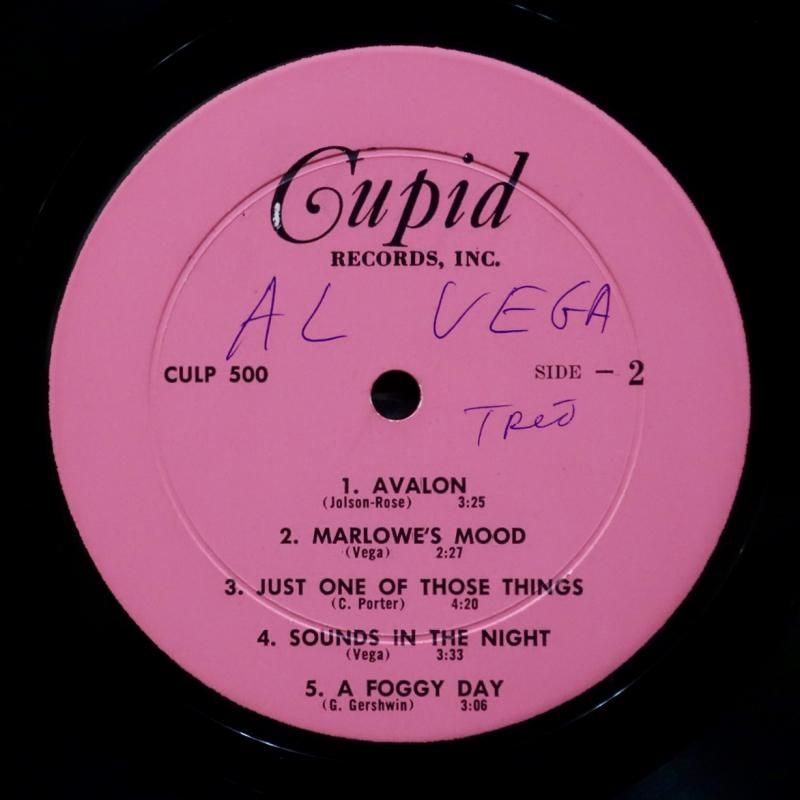 Cupid
RECORDS, INC.
AL VEGA
CULP 500
SIDE – 2
TRIO
1. AVALON
(Jolson-Rose) 3:25
2. MARLOWE'S MOOD
(Vega) 2:27
3. JUST ONE OF THOSE THINGS
(C. Porter) 4:20
4. SOUNDS IN THE NIGHT
(Vega) 3:33
5. A FOGGY DAY
(G. Gershwin) 3:06